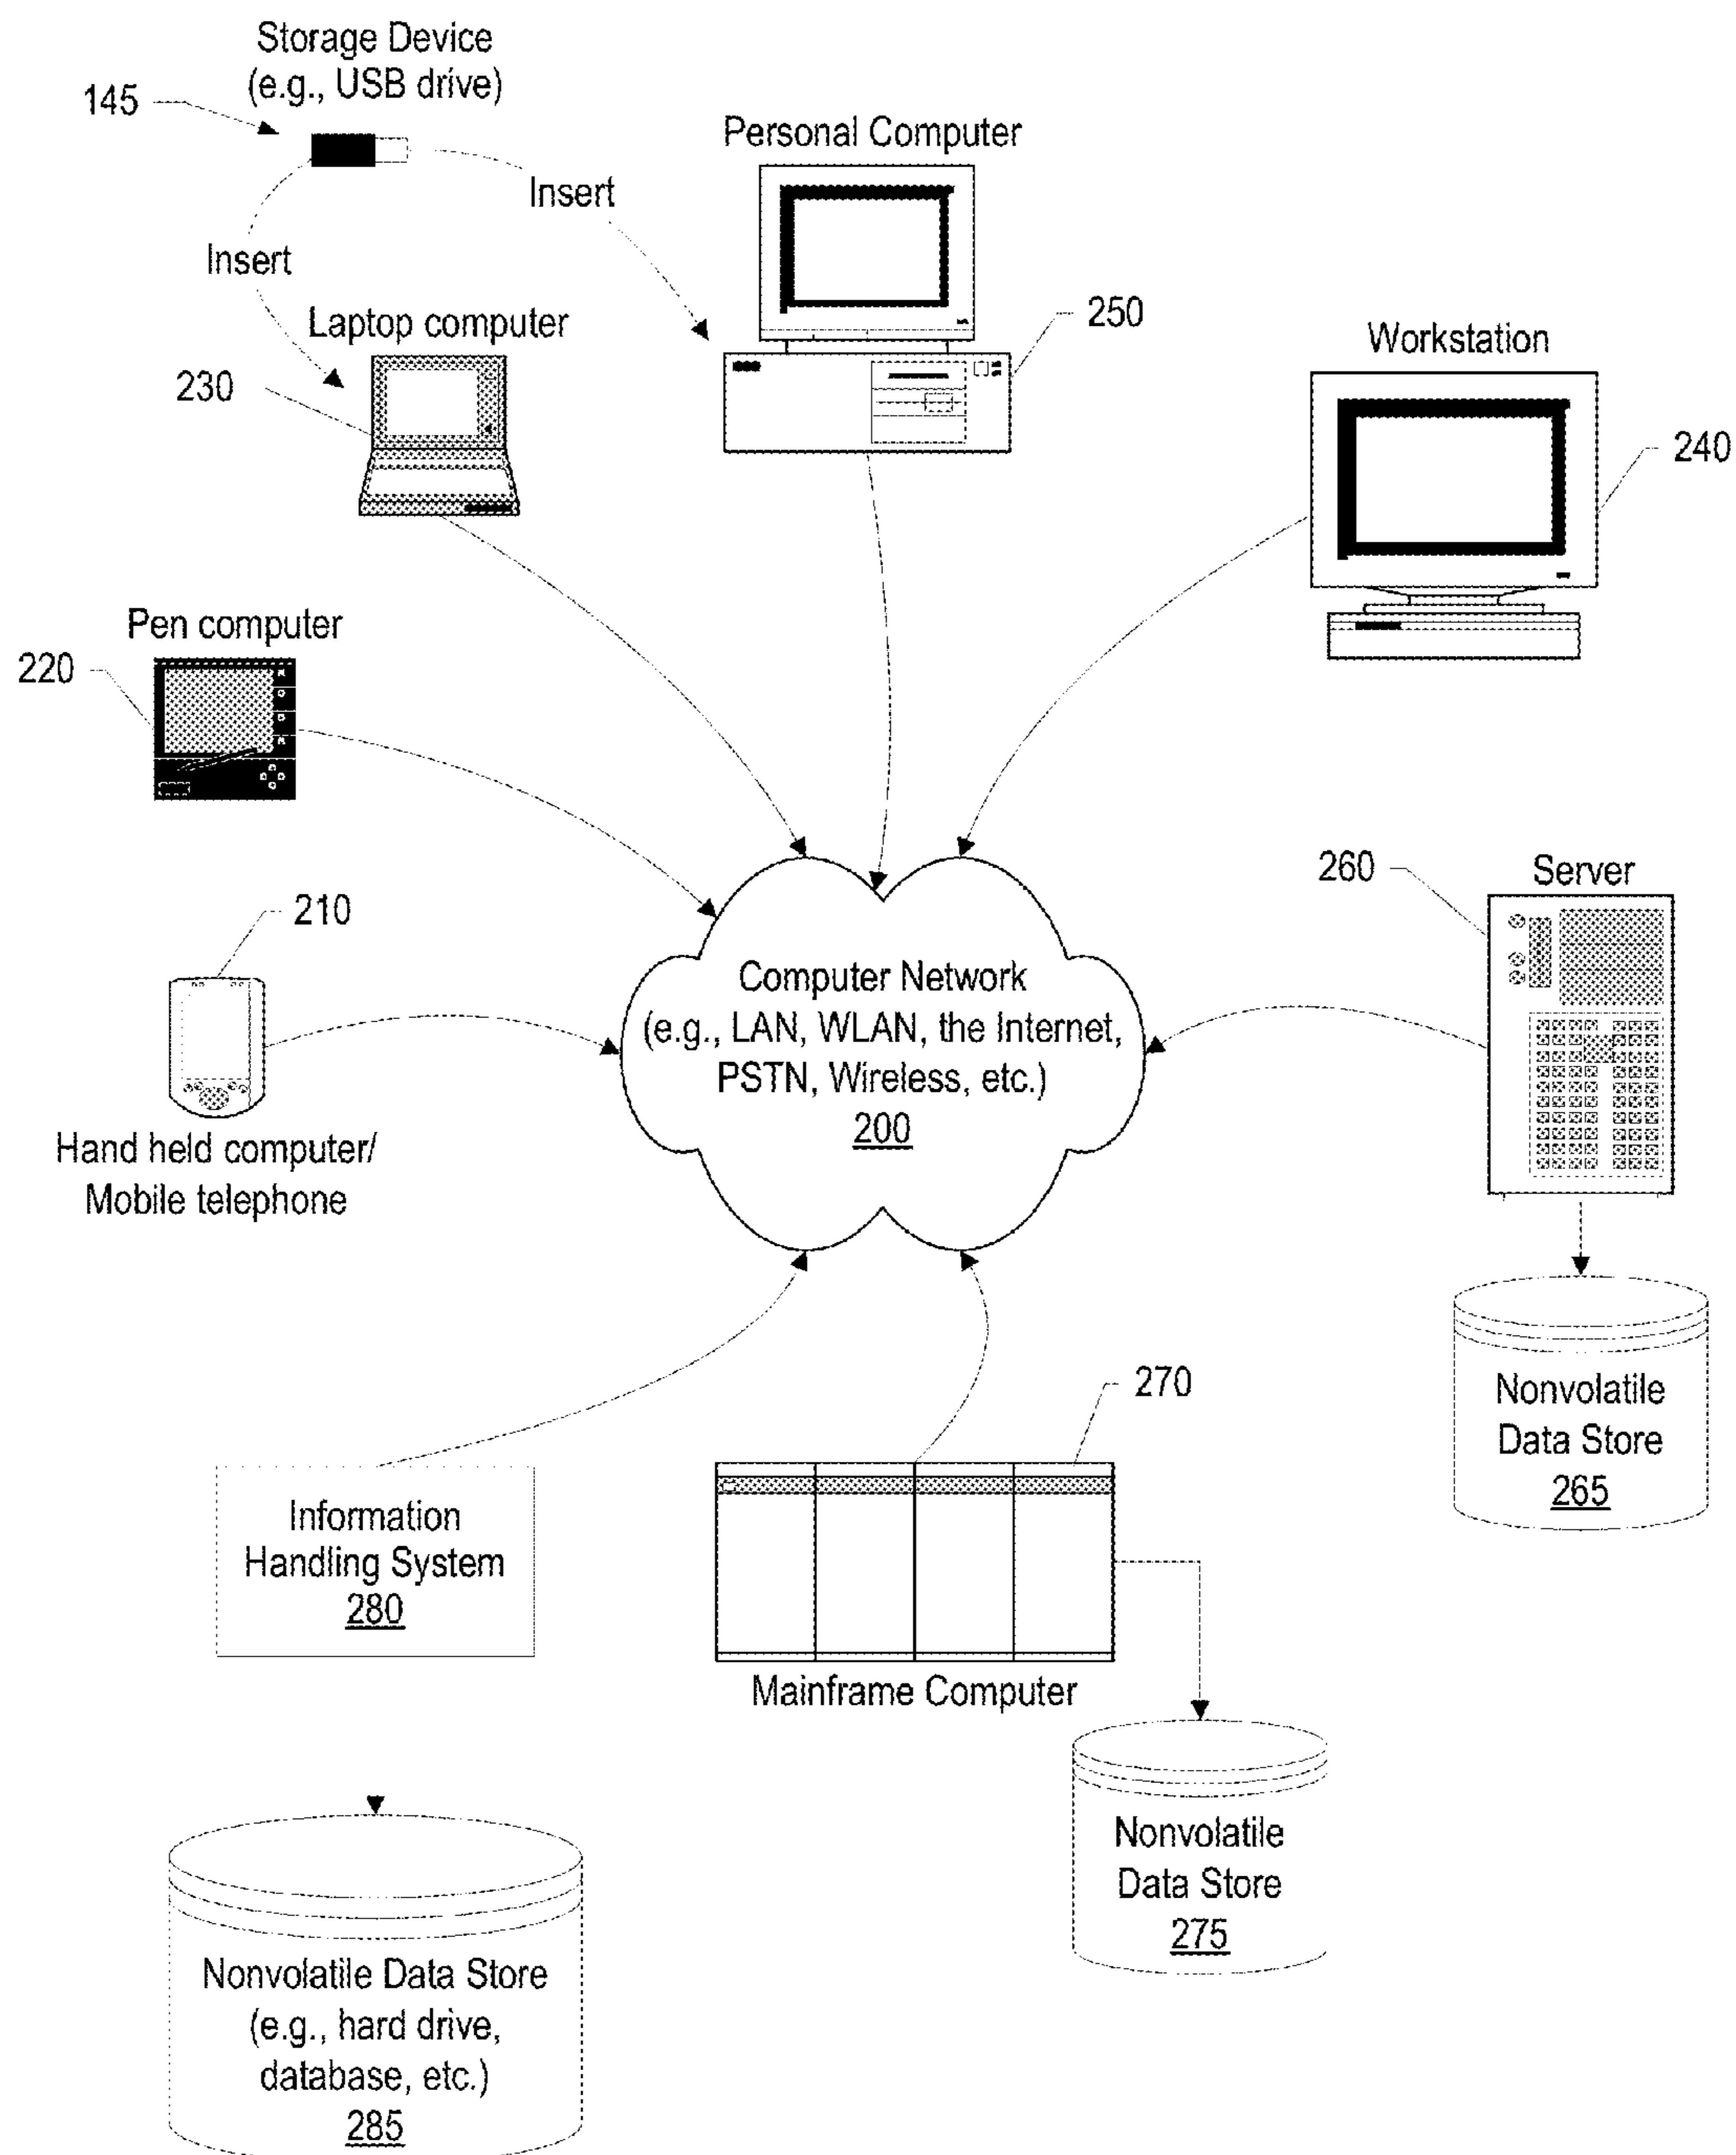 Storage Device
(e.g., USB drive)
145
Personal Computer
Insert
Insert
Laptop computer
250
Workstation
230
240
Pen computer
220
260
Server
210
Computer Network
(e.g., LAN, WLAN, the Internet,
PSTN, Wireless, etc.)
200
Hand held computer/
Mobile telephone
270
Nonvolatile
Data Store
265
Information
Handling System
280
Mainframe Computer
Nonvolatile
Data Store
275
Nonvolatile Data Store
(e.g., hard drive,
database, etc.)
285